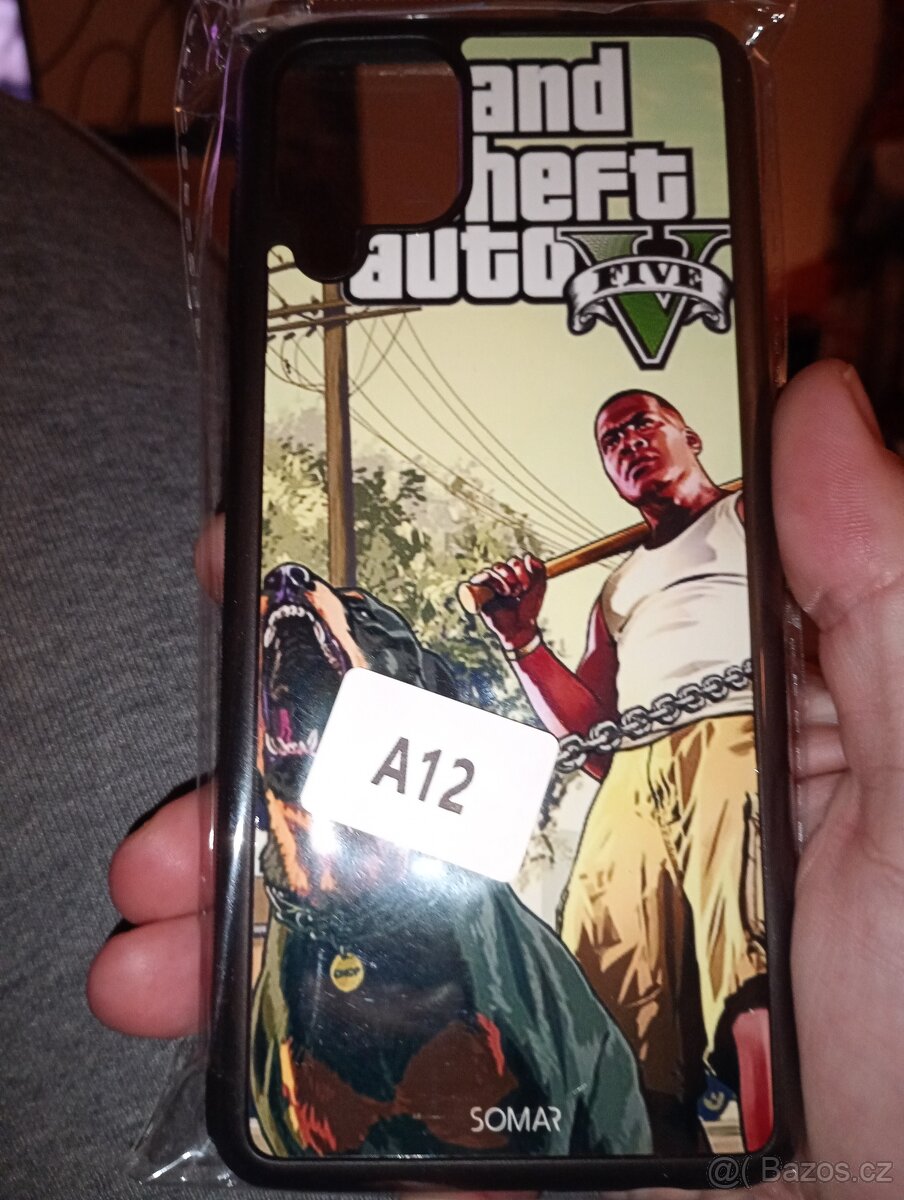 and
heft
auto V
FIVE
A12
CHOP
SOMAR
@( Bazos.cz